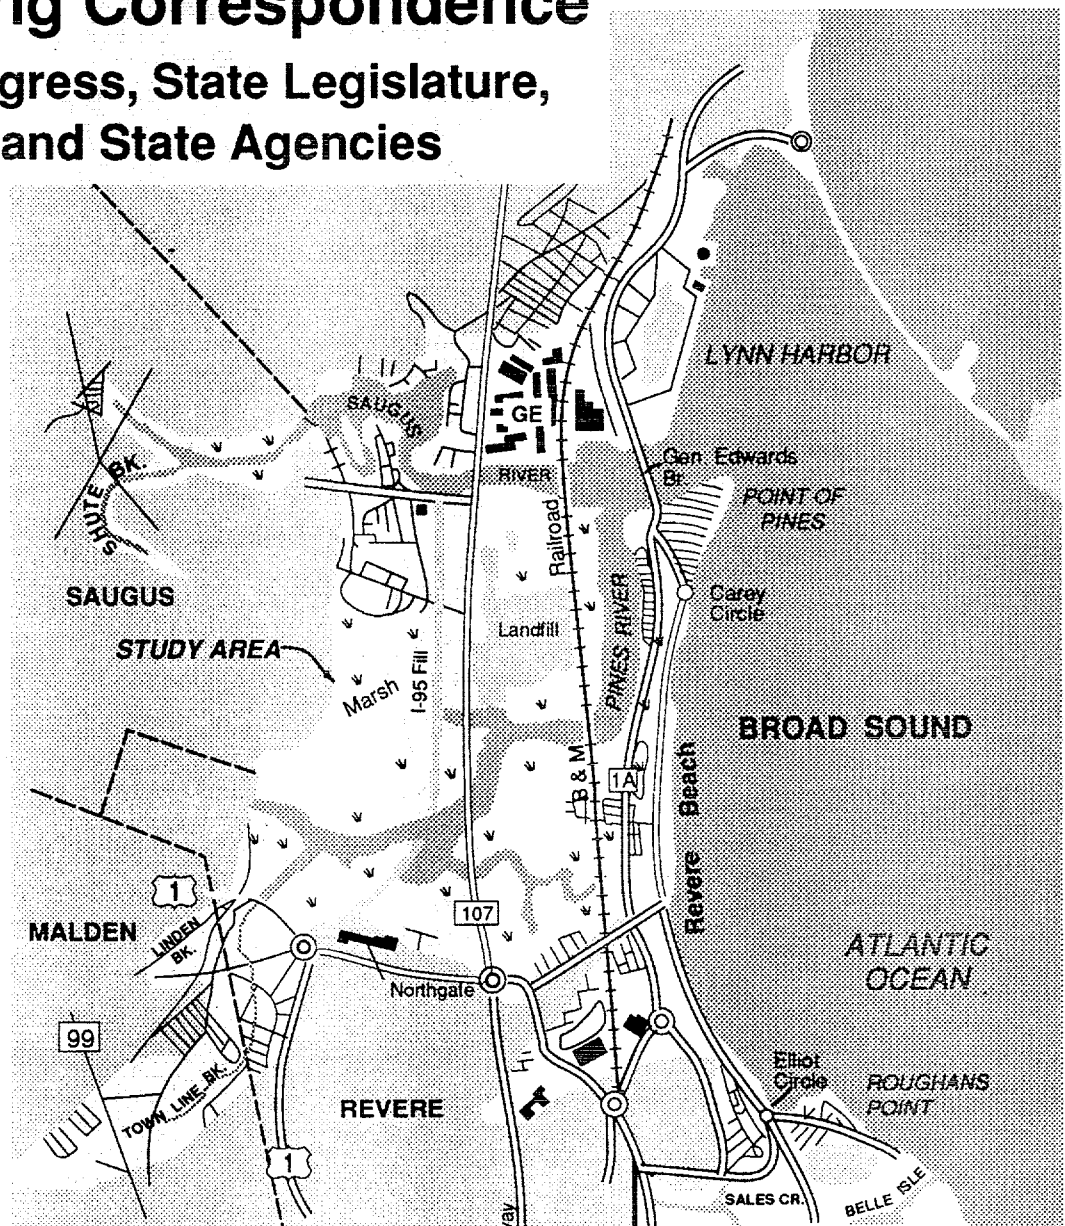 ng Correspondence
gress, State Legislature,
and State Agencies
LYNN HARBOR
SAUGUS
GE
RIVER
Gen Edwards
Br.
POINT OF
PINES
SHUTE BK.
Railroad
SAUGUS
PINES RIVER
Carey
Circle
Landfill
STUDY AREA
Marsh
I-95 Fill
BROAD SOUND
B & M
1A
Revere Beach
1
107
MALDEN
LINDEN
BK.
ATLANTIC
OCEAN
Northgate
99
Elliot
Circle
ROUGHANS
POINT
TOWN LINE BK.
REVERE
1
SALES CR.
BELLE ISLE
way